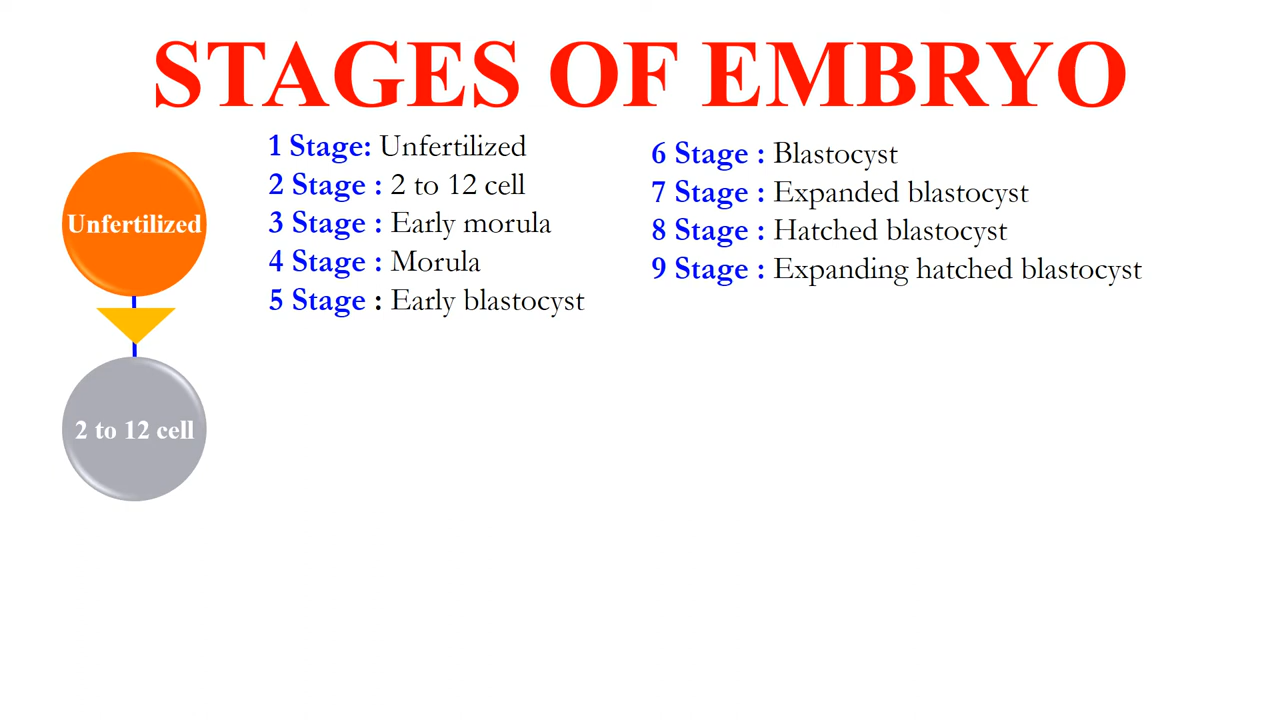 STAGES OF EMBRYO
1 Stage: Unfertilized
2 Stage : 2 to 12 cell
3 Stage : Early morula
4 Stage : Morula
5 Stage : Early blastocyst
6 Stage : Blastocyst
7 Stage : Expanded blastocyst
8 Stage : Hatched blastocyst
9 Stage : Expanding hatched blastocyst
Unfertilized
2 to 12 cell